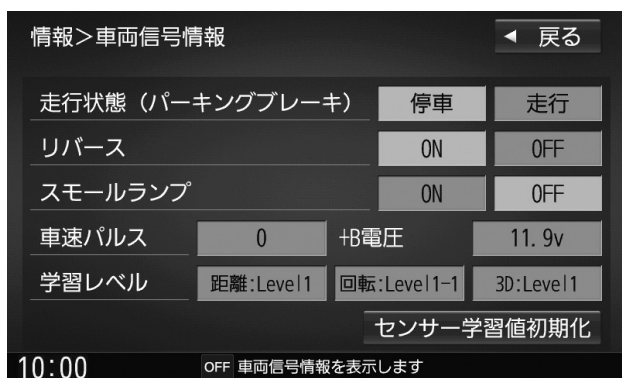 情報>車両信号情報 ◀ 戻る
走行状態（パーキングブレーキ） 停車 走行
リバース ON OFF
スモールランプ ON OFF
車速パルス 0 +B電圧 11.9v
学習レベル 距離:Level1 回転:Level1-1 3D:Level1
センサー学習値初期化
10:00 OFF 車両信号情報を表示します